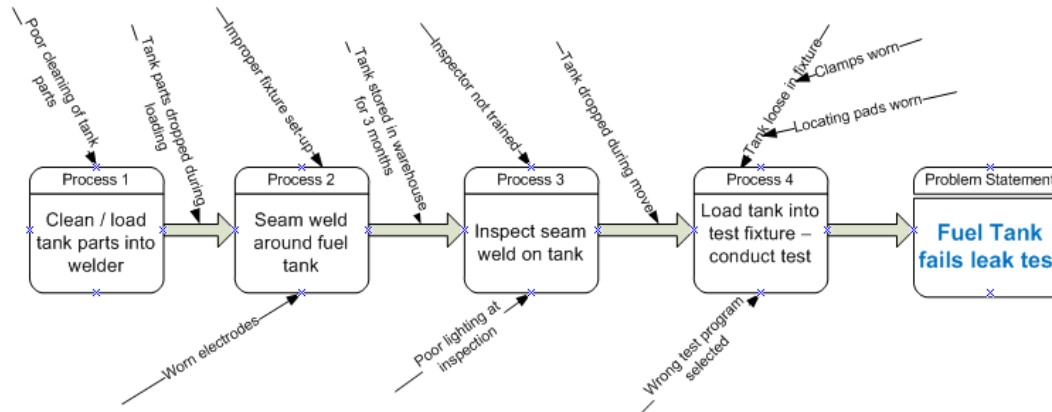 Poor cleaning of tank
parts
Tank parts dropped during
loading
Improper fixture set-up
Tank stored in warehouse
for 3 months
Inspector not trained
Tank dropped during move
Tank loose in fixture
Clamps worn
Locating pads worn
Process 1
Clean / load
tank parts into
welder
Process 2
Seam weld
around fuel
tank
Process 3
Inspect seam
weld on tank
Process 4
Load tank into
test fixture –
conduct test
Problem Statement
Fuel Tank
fails leak tes
Worn electrodes
Poor lighting at
inspection
Wrong test program
selected